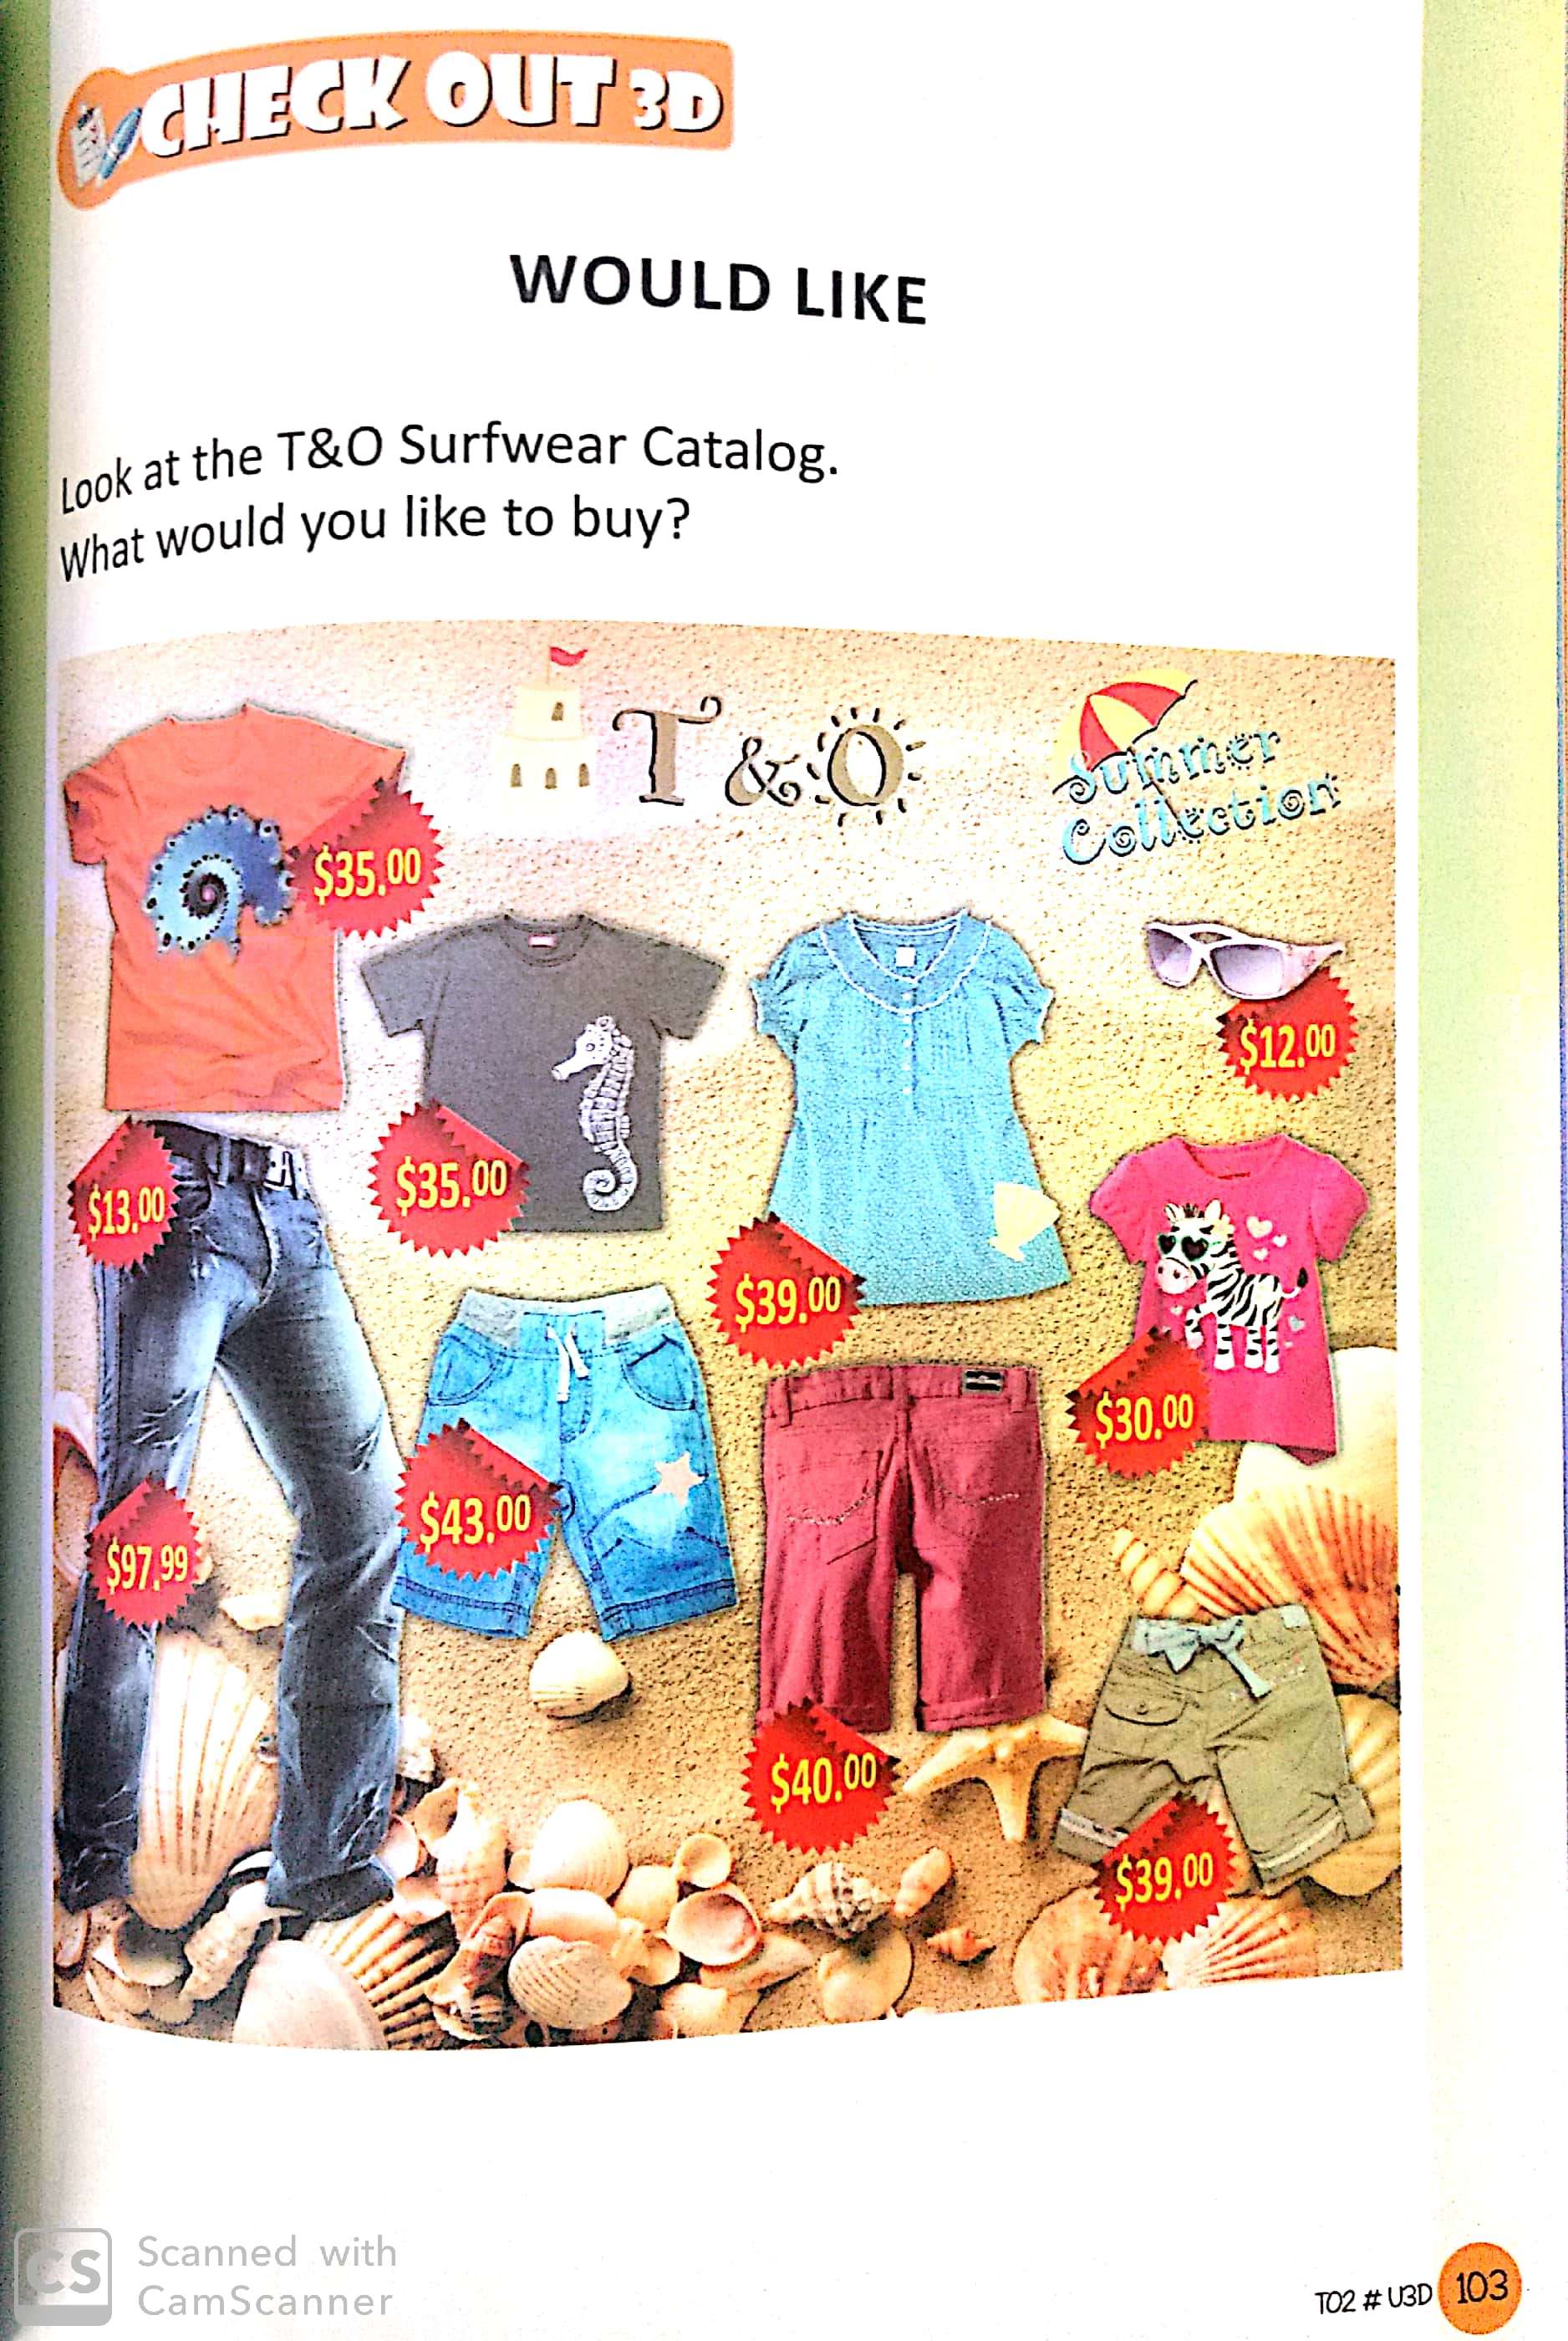 CHECK OUT 3D
WOULD LIKE
Look at the T&O Surfwear Catalog.
What would you like to buy?
T&O
Summer
Collection
$35.00
$12.00
$13.00
$35.00
$39.00
$30.00
$43.00
$97.99
$40.00
$39.00
CS Scanned with
CamScanner
TO2 # U3D 103